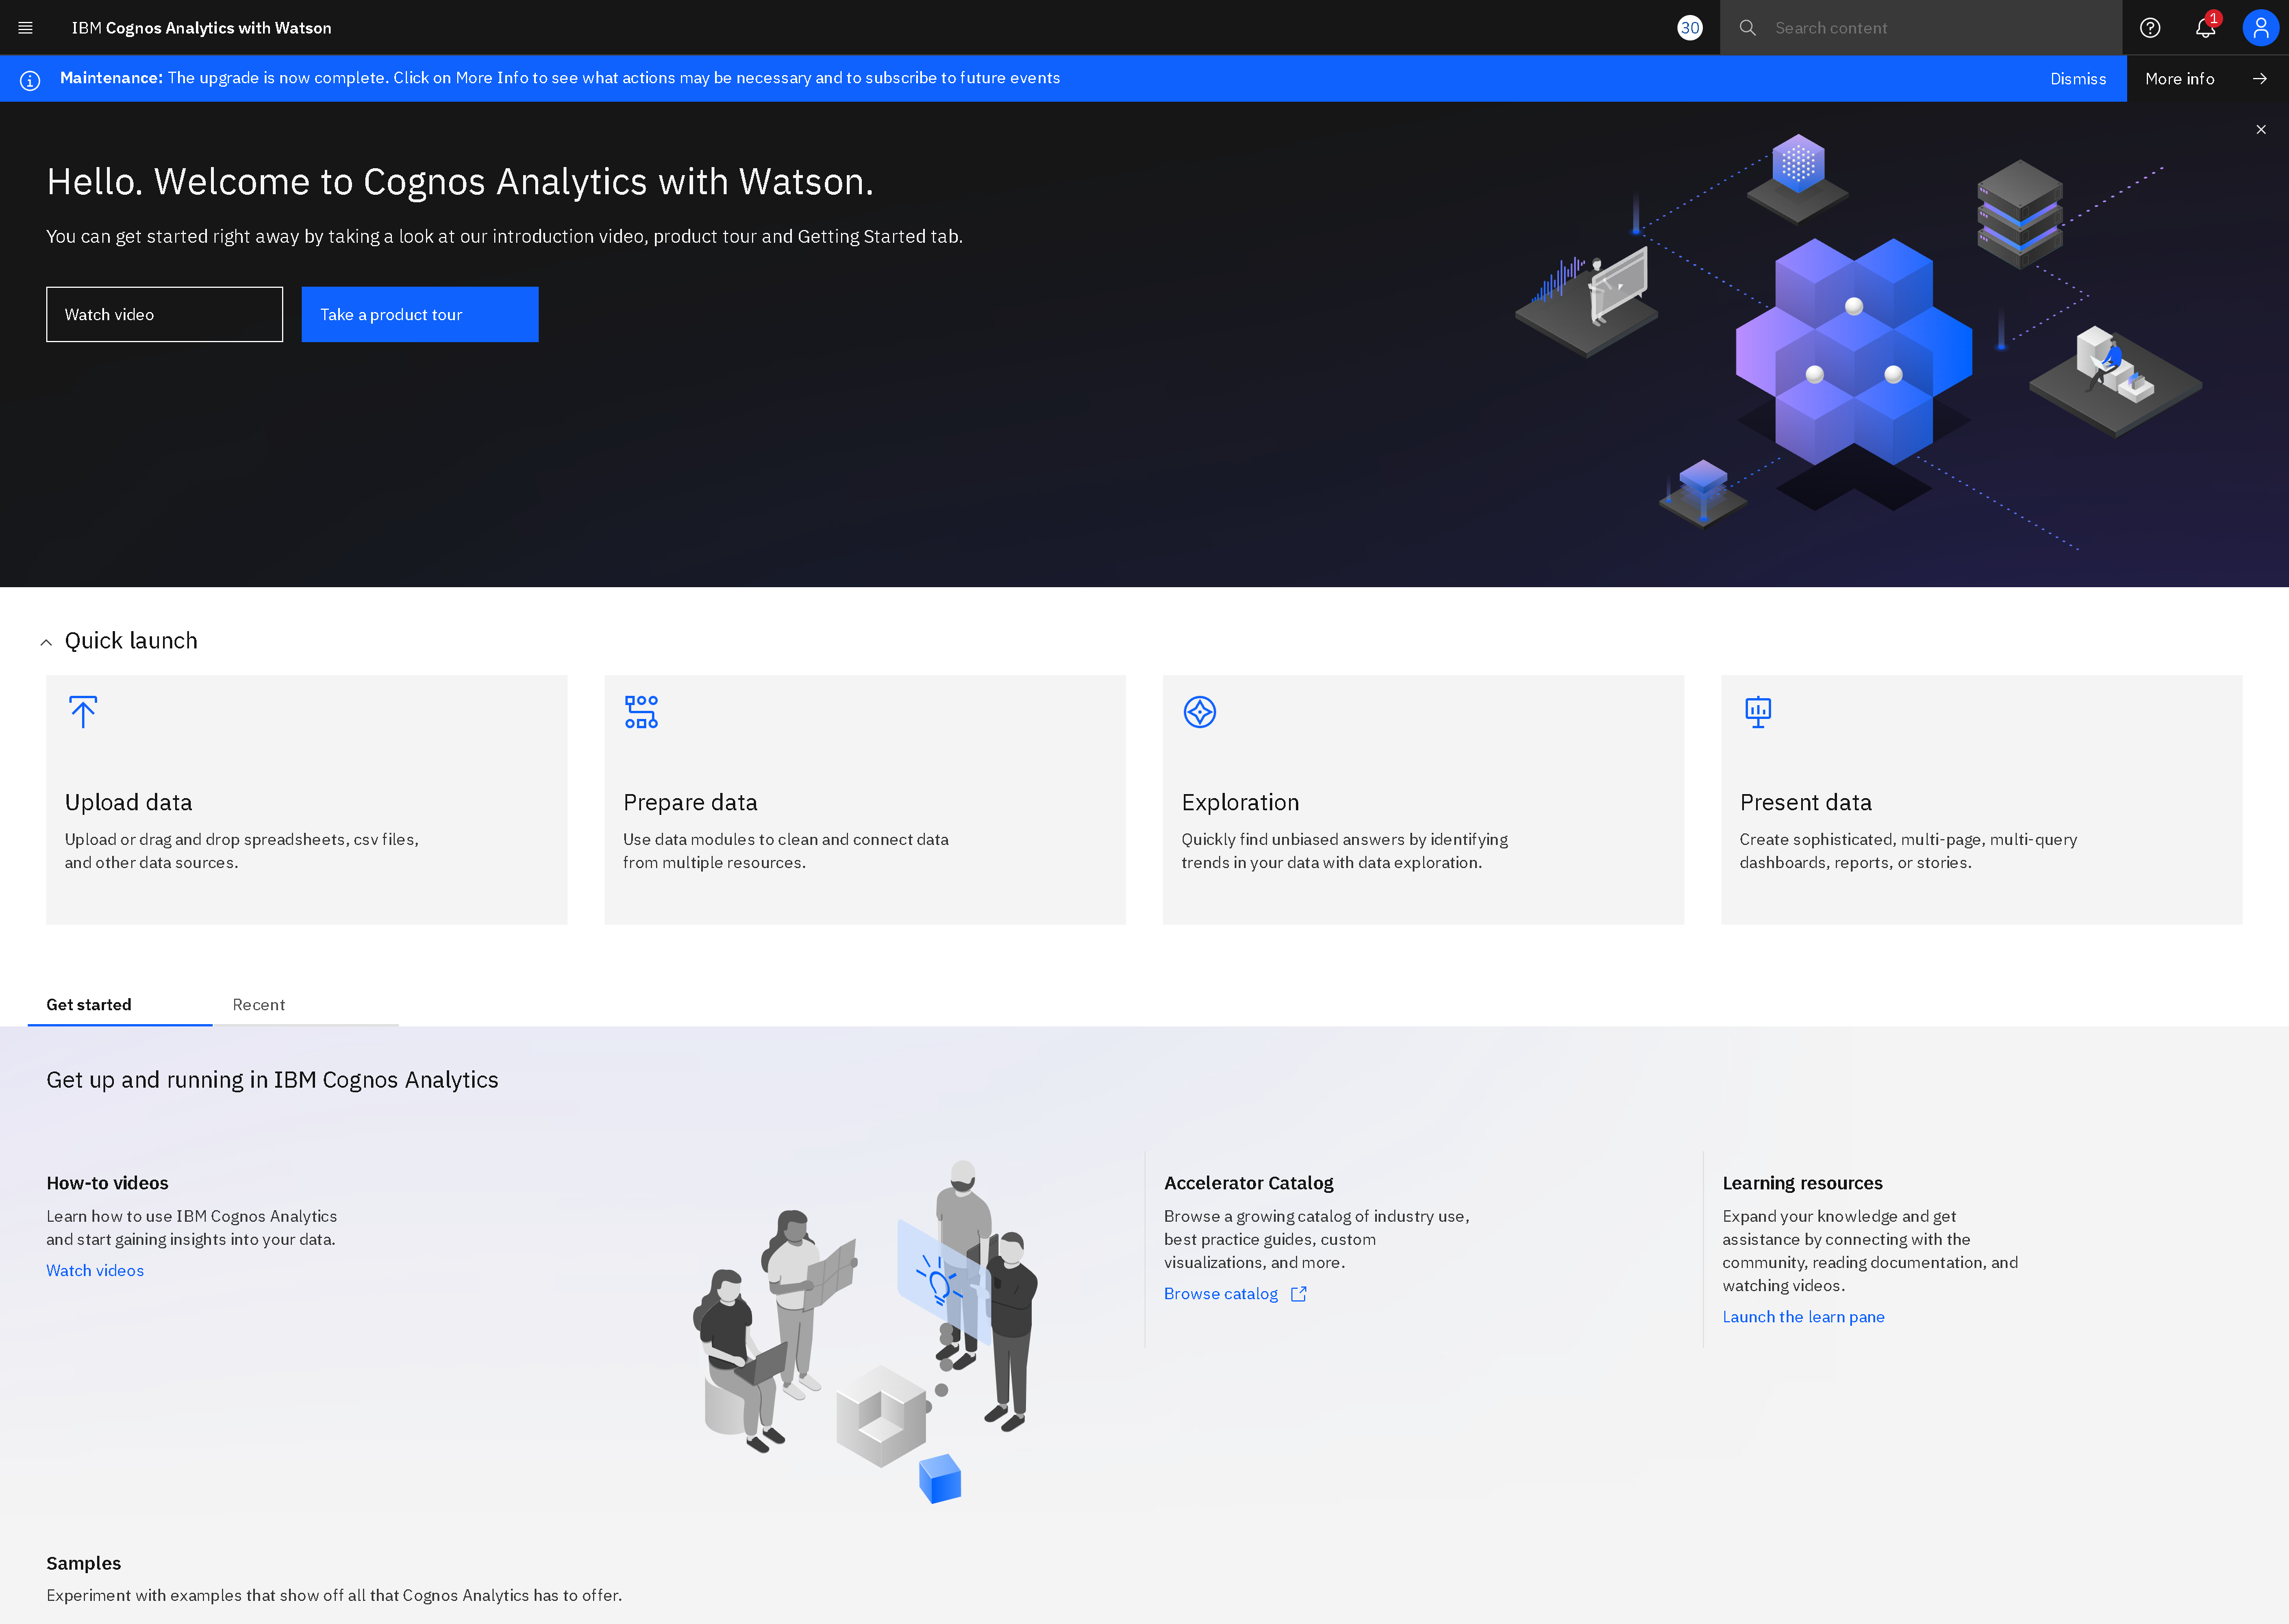 IBM Cognos Analytics with Watson
30
Search content
1
Maintenance: The upgrade is now complete. Click on More Info to see what actions may be necessary and to subscribe to future events
Dismiss
More info
Hello. Welcome to Cognos Analytics with Watson.
You can get started right away by taking a look at our introduction video, product tour and Getting Started tab.
Watch video
Take a product tour
Quick launch
Upload data
Upload or drag and drop spreadsheets, csv files,
and other data sources.
Prepare data
Use data modules to clean and connect data
from multiple resources.
Exploration
Quickly find unbiased answers by identifying
trends in your data with data exploration.
Present data
Create sophisticated, multi-page, multi-query
dashboards, reports, or stories.
Get started
Recent
Get up and running in IBM Cognos Analytics
How-to videos
Learn how to use IBM Cognos Analytics
and start gaining insights into your data.
Watch videos
Accelerator Catalog
Browse a growing catalog of industry use,
best practice guides, custom
visualizations, and more.
Browse catalog
Learning resources
Expand your knowledge and get
assistance by connecting with the
community, reading documentation, and
watching videos.
Launch the learn pane
Samples
Experiment with examples that show off all that Cognos Analytics has to offer.